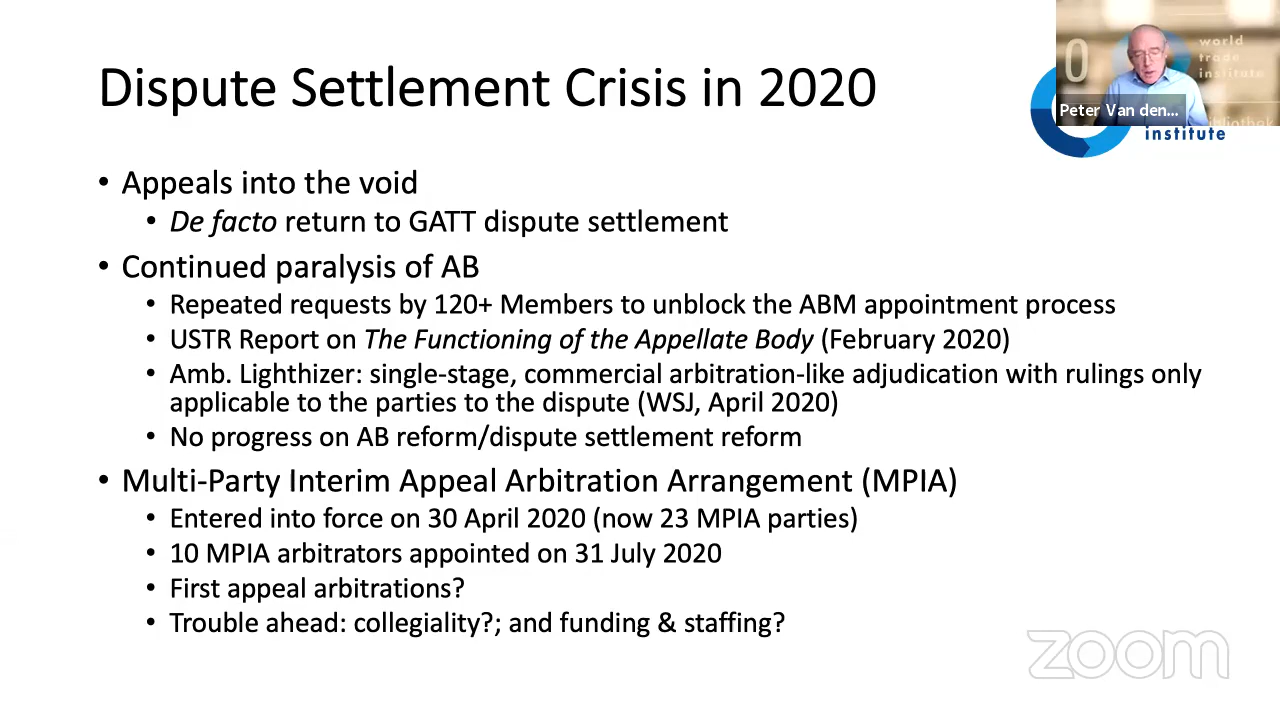 Dispute Settlement Crisis in 2020
world
trade
institute
Peter Van den...
bibliothek
institute
• Appeals into the void
• De facto return to GATT dispute settlement
• Continued paralysis of AB
• Repeated requests by 120+ Members to unblock the ABM appointment process
• USTR Report on The Functioning of the Appellate Body (February 2020)
• Amb. Lighthizer: single-stage, commercial arbitration-like adjudication with rulings only
applicable to the parties to the dispute (WSJ, April 2020)
• No progress on AB reform/dispute settlement reform
• Multi-Party Interim Appeal Arbitration Arrangement (MPIA)
• Entered into force on 30 April 2020 (now 23 MPIA parties)
• 10 MPIA arbitrators appointed on 31 July 2020
• First appeal arbitrations?
• Trouble ahead: collegiality?; and funding & staffing?
zoom